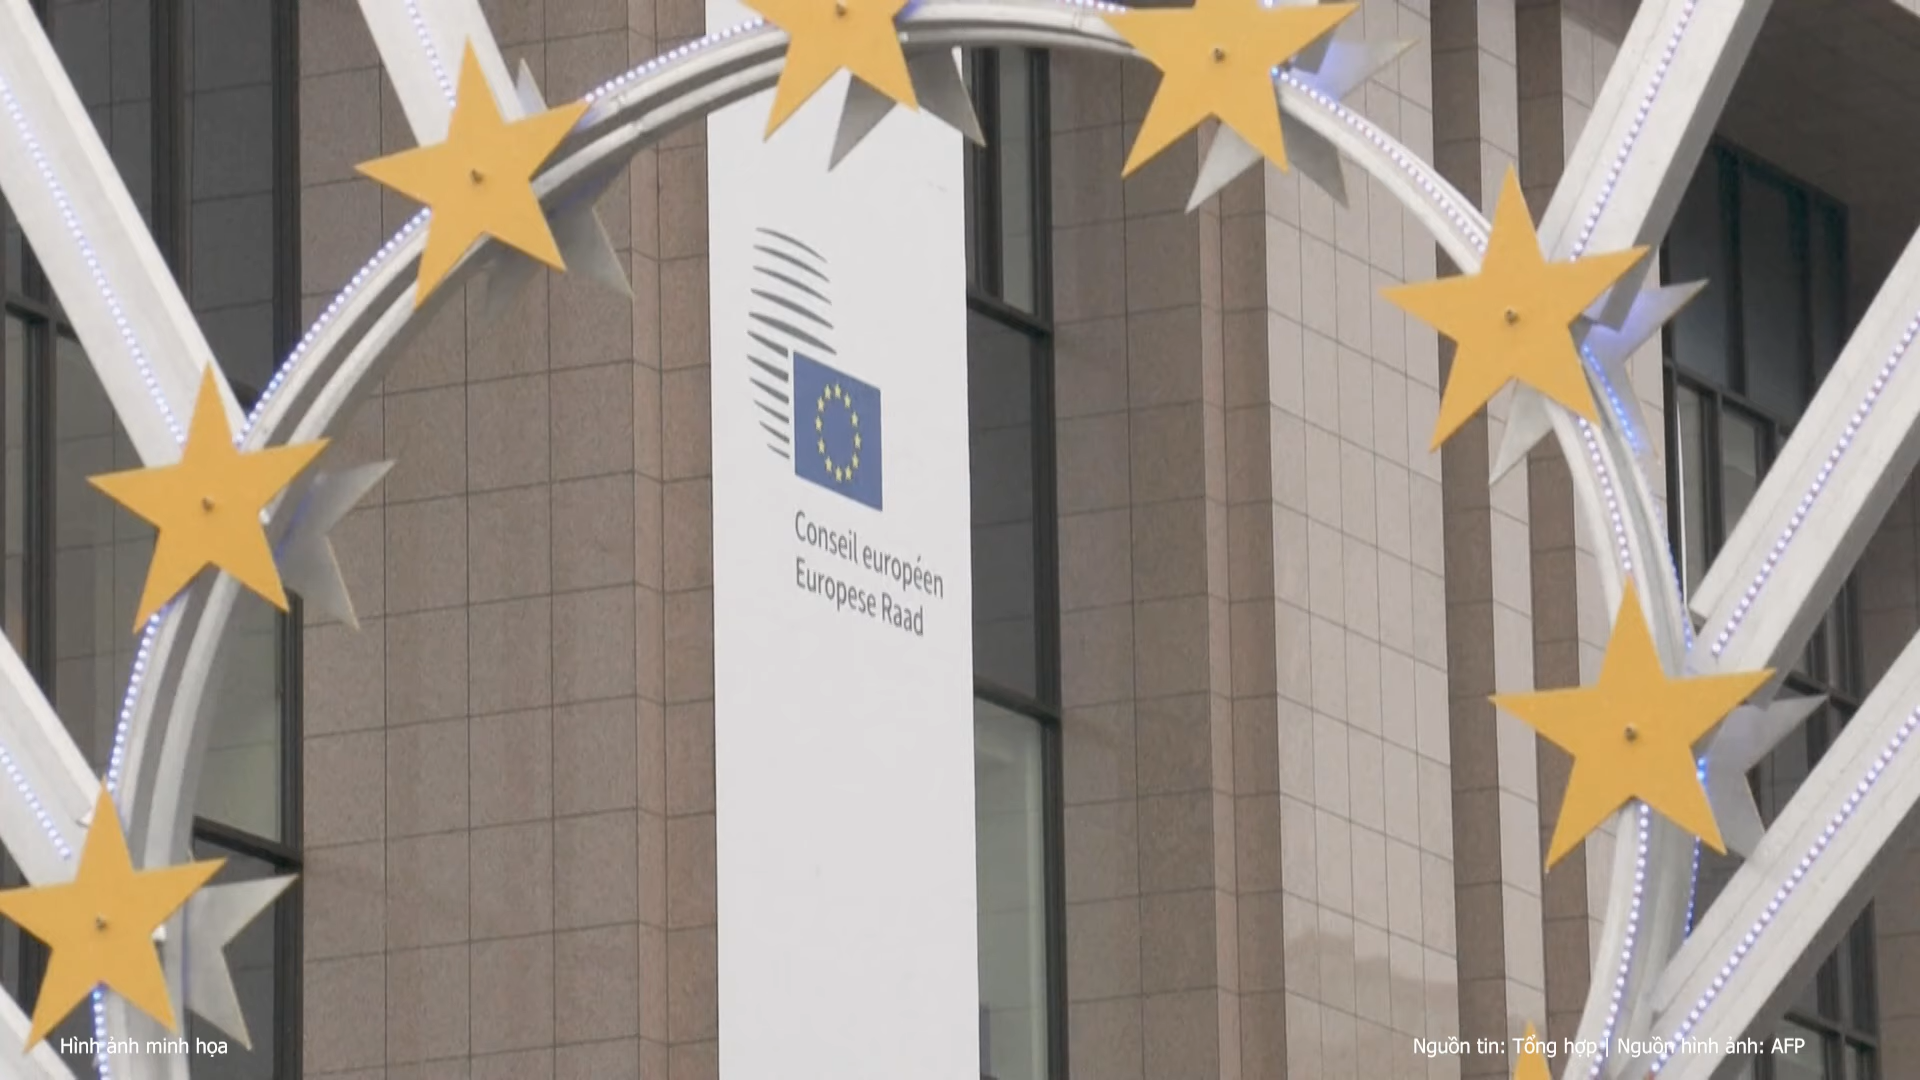 Conseil européen
Europese Raad
Hình ảnh minh họa
Nguồn tin: Tổng hợp | Nguồn hình ảnh: AFP